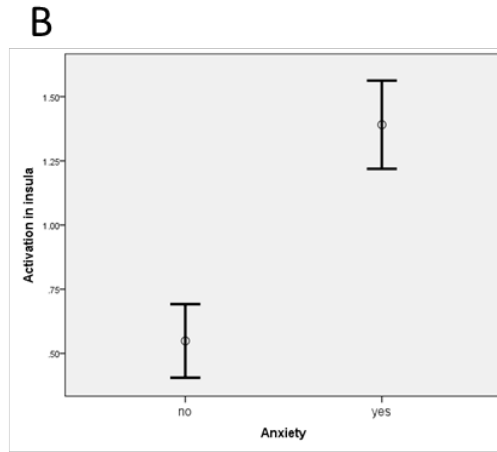 B
1.50
1.25
1.00
.75
.50
Activation in insula
no yes
Anxiety